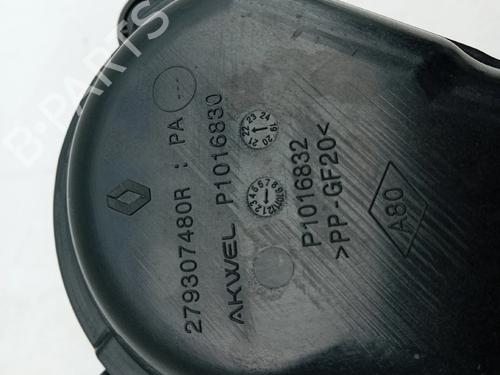 279307480R : PA
AKWEL P1016830
P1016832
>PP-GF20<
A80
B-PARTS